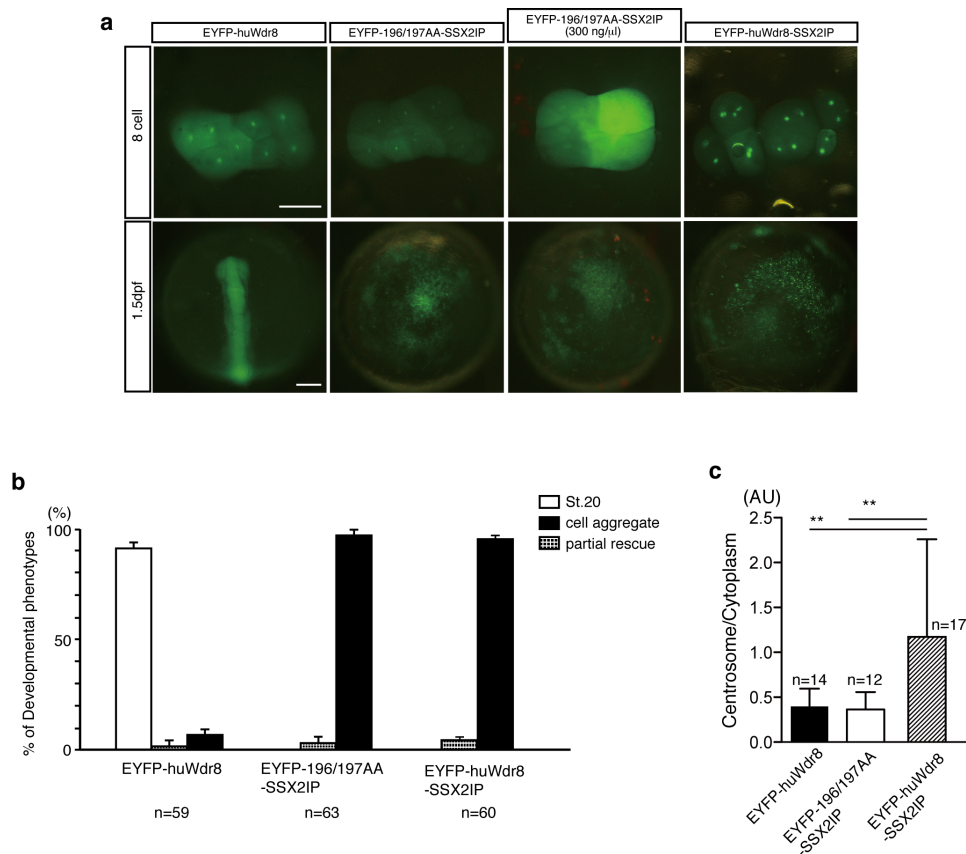 a
EYFP-huWdr8
EYFP-196/197AA-SSX2IP
EYFP-196/197AA-SSX2IP
(300 ng/μl)
EYFP-huWdr8-SSX2IP
8 cell
1.5dpf
b
(%)
% of Developmental phenotypes
100
50
0
St.20
cell aggregate
partial rescue
EYFP-huWdr8
EYFP-196/197AA
-SSX2IP
EYFP-huWdr8
-SSX2IP
n=59
n=63
n=60
c
(AU)
Centrosome/Cytoplasm
2.5
2.0
1.5
1.0
0.5
0.0
**
**
n=14
n=12
n=17
EYFP-huWdr8
EYFP-196/197AA
-SSX2IP
EYFP-huWdr8
-SSX2IP